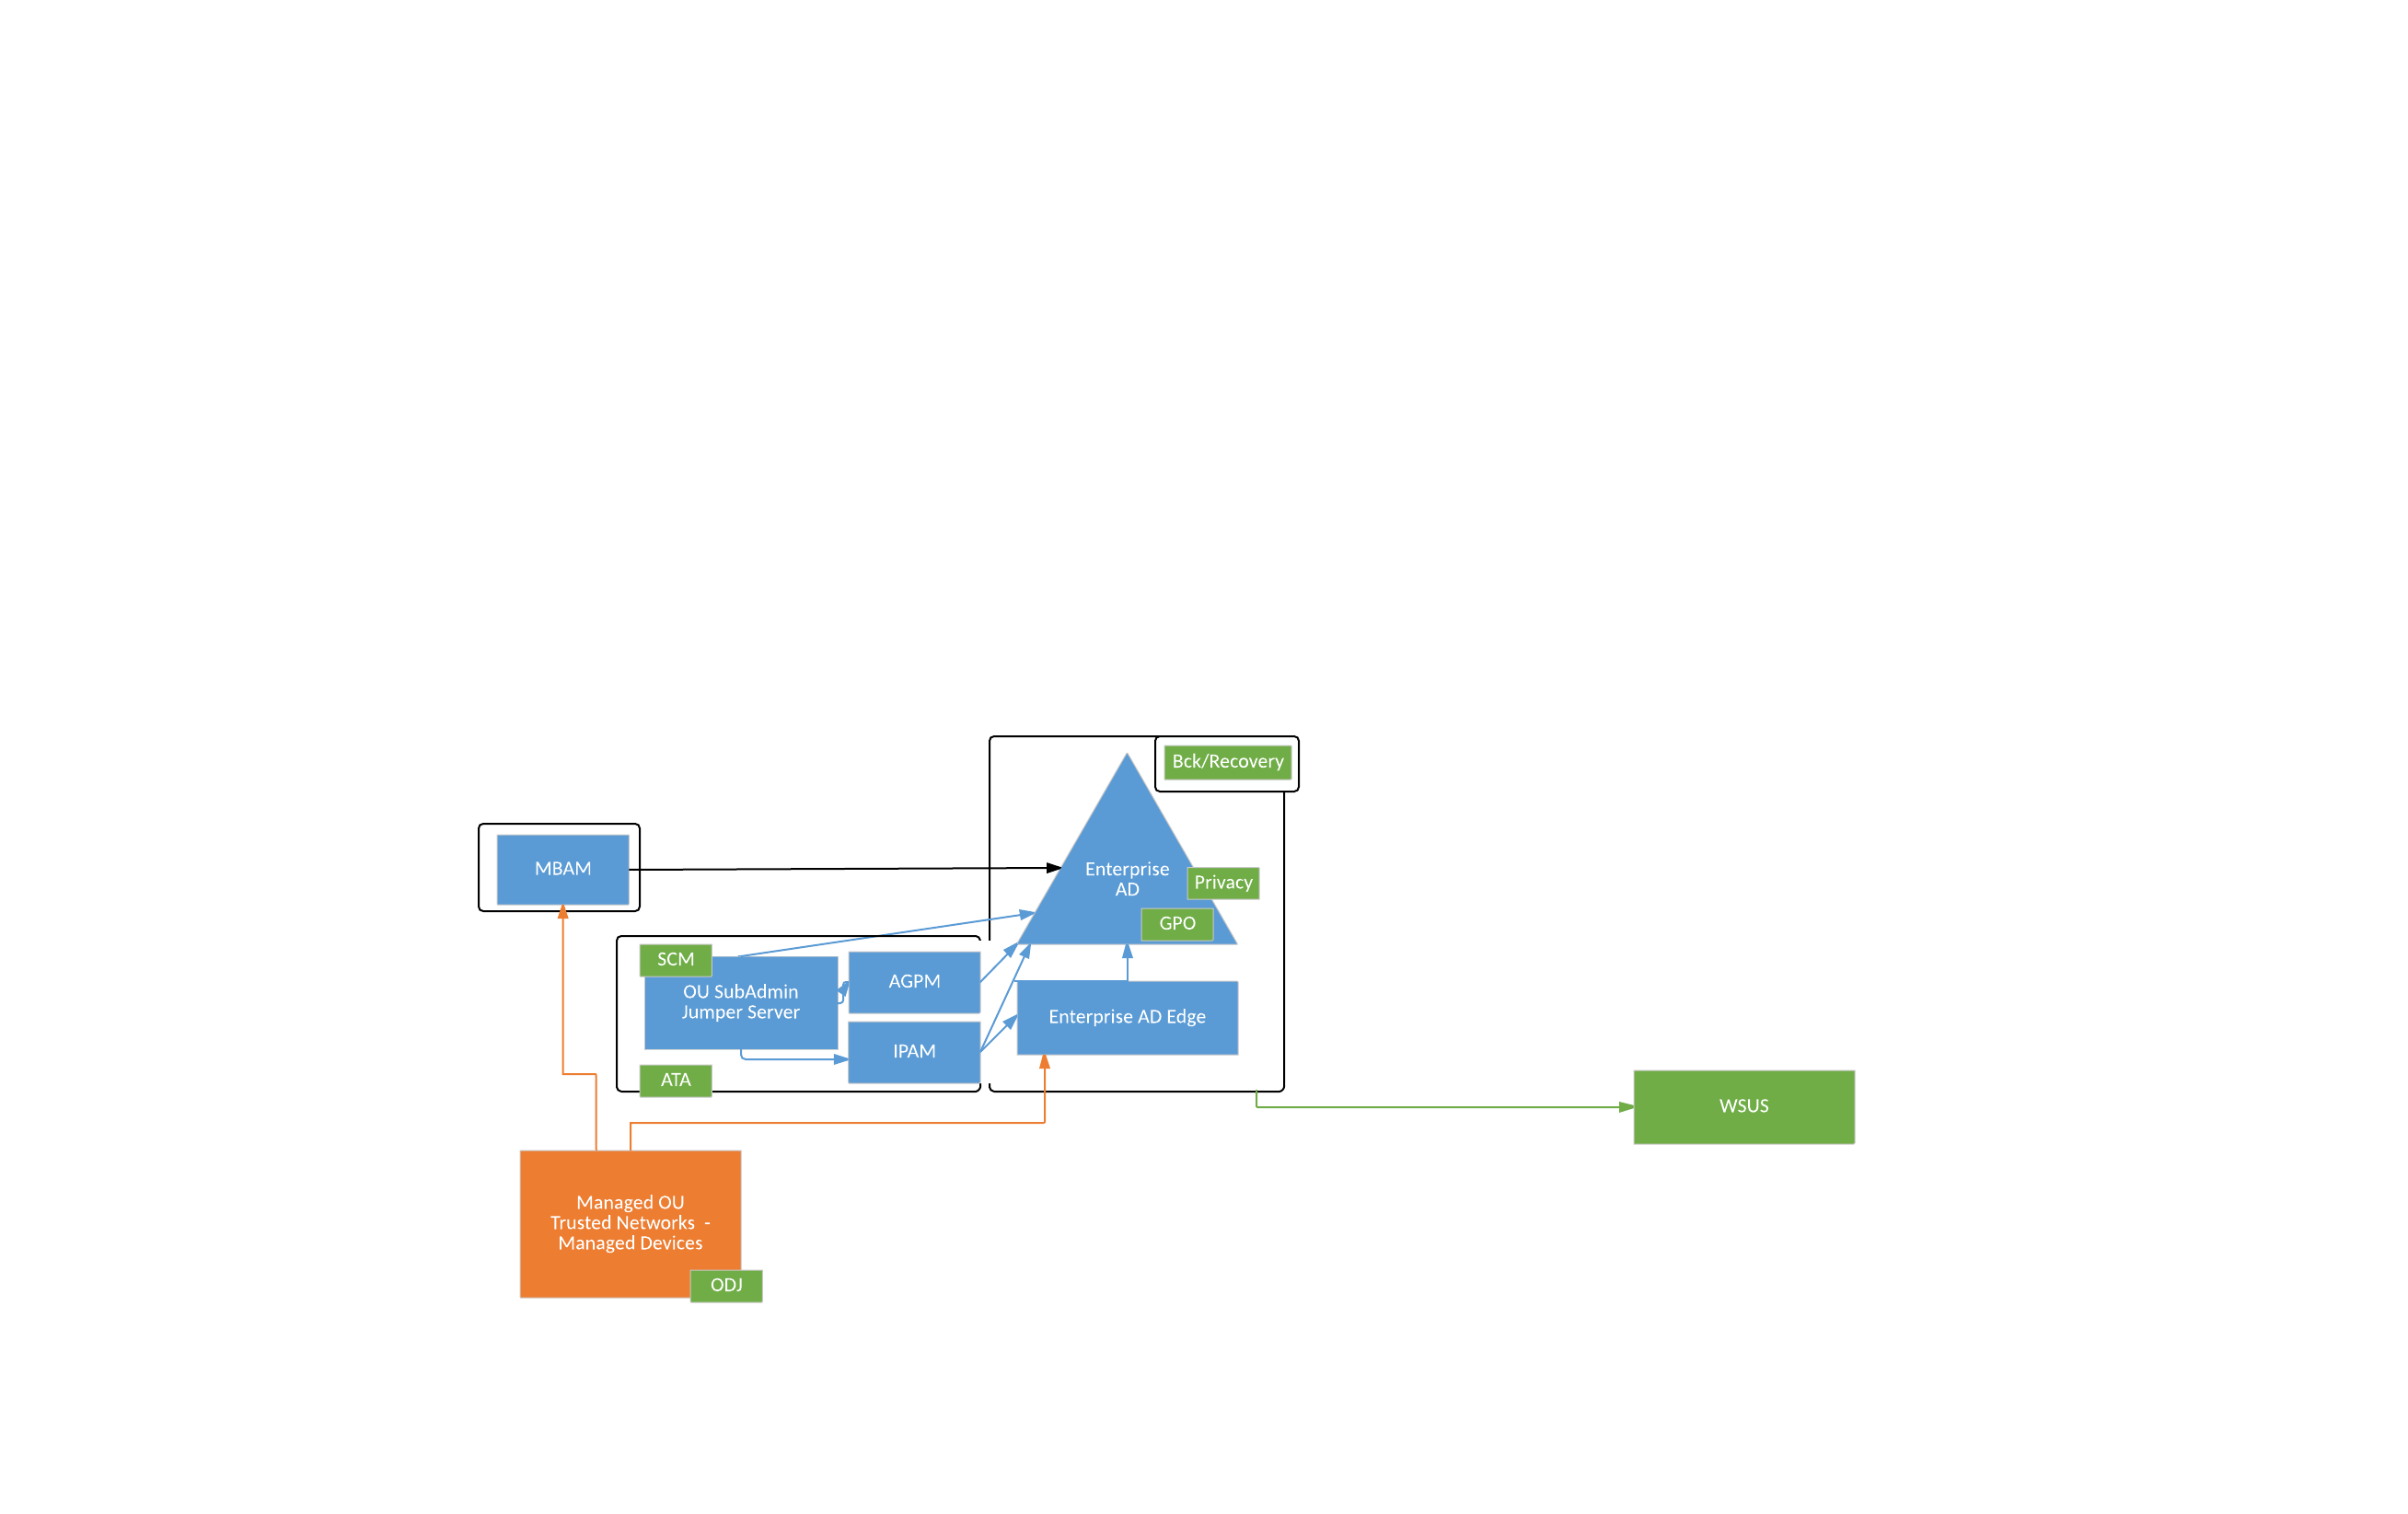 Bck/Recovery
MBAM
Enterprise
AD
Privacy
GPO
SCM
OU SubAdmin
Jumper Server
AGPM
IPAM
Enterprise AD Edge
ATA
WSUS
Managed OU
Trusted Networks -
Managed Devices
ODJ